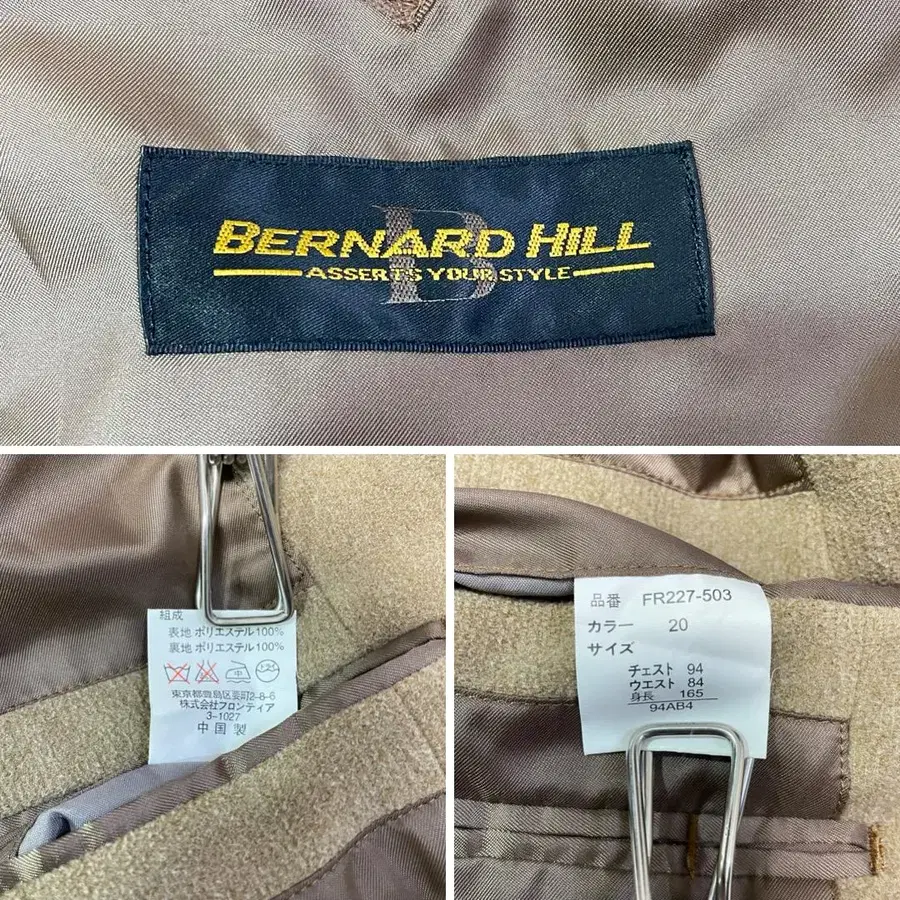 B
BERNARD HILL
ASSERTS YOUR STYLE
組成
表地 ポリエステル100%
裏地 ポリエステル100%
東京都豊島区要町2-8-6
株式会社フロンティア
3-1027
中国製
品番 FR227-503
カラー 20
サイズ
チェスト 94
ウエスト 84
身長 165
94AB4